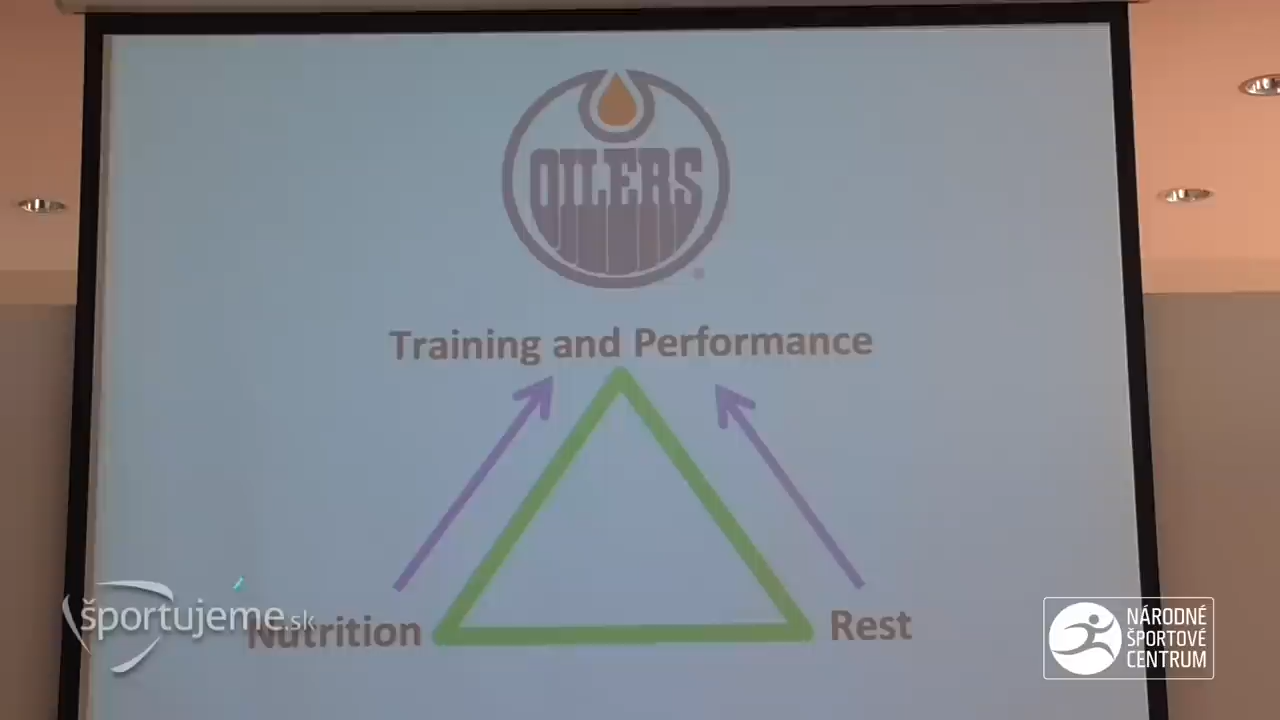 OILERS
Training and Performance
Nutrition
Rest
športujeme.sk
NÁRODNÉ
ŠPORTOVÉ
CENTRUM